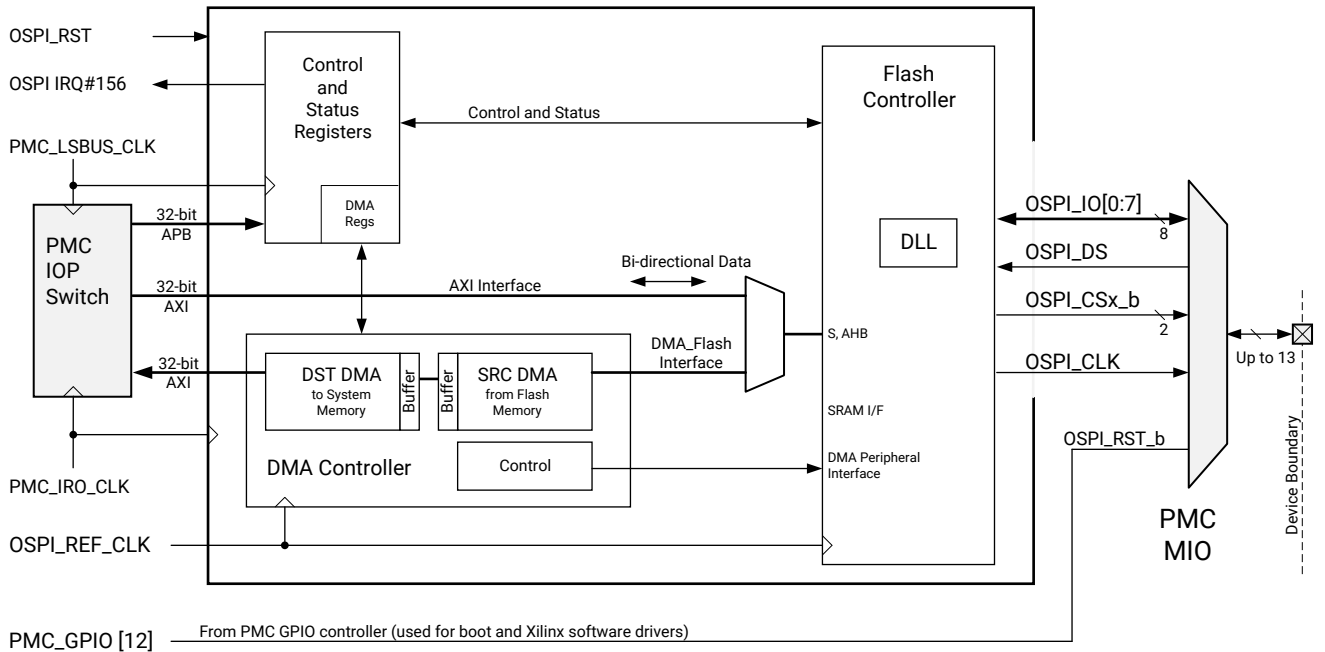 OSPI_RST
OSPI IRQ#156
PMC_LSBUS_CLK
Control
and
Status
Registers
DMA
Regs
Control and Status
Flash
Controller
DLL
32-bit
APB
PMC
IOP
Switch
32-bit
AXI
AXI Interface
Bi-directional Data
S, AHB
DMA_Flash
Interface
32-bit
AXI
DST DMA
to System
Memory
Buffer
Buffer
SRC DMA
from Flash
Memory
SRAM I/F
DMA Controller
Control
DMA Peripheral
Interface
PMC_IRO_CLK
OSPI_REF_CLK
OSPI_IO[0:7]
8
OSPI_DS
OSPI_CSx_b
2
OSPI_CLK
OSPI_RST_b
Up to 13
Device Boundary
PMC
MIO
PMC_GPIO [12]
From PMC GPIO controller (used for boot and Xilinx software drivers)